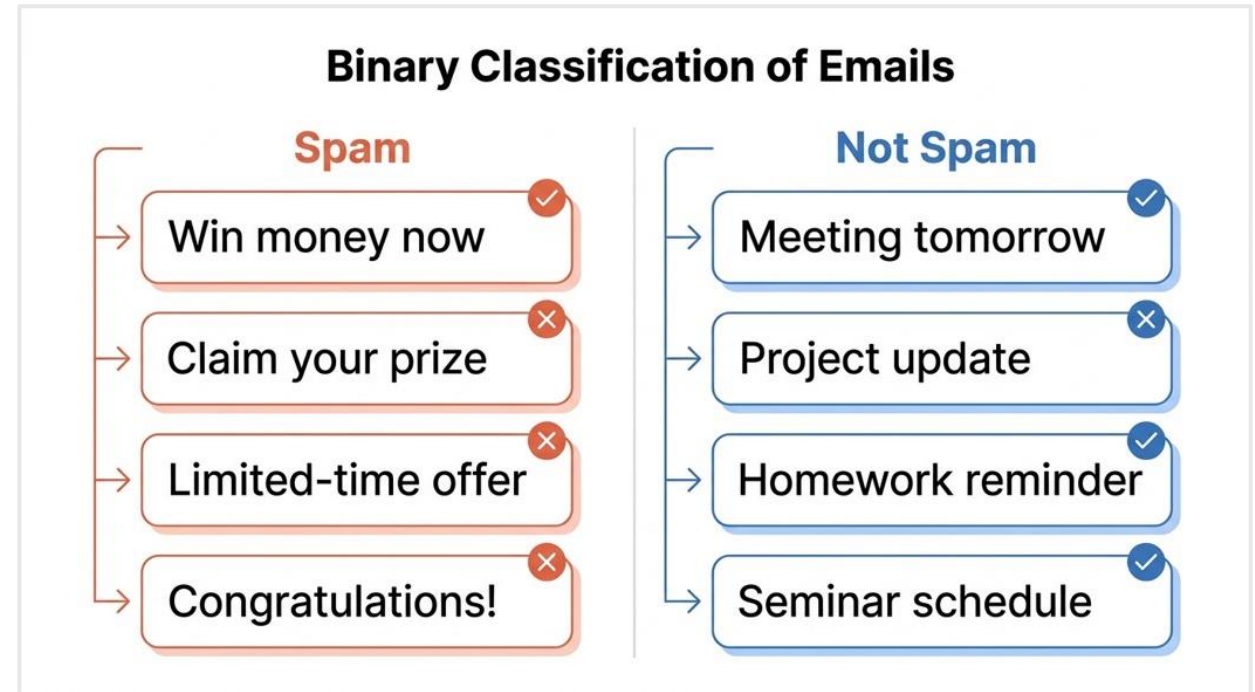 Binary Classification of Emails
Spam
Win money now
Claim your prize
Limited-time offer
Congratulations!
Not Spam
Meeting tomorrow
Project update
Homework reminder
Seminar schedule